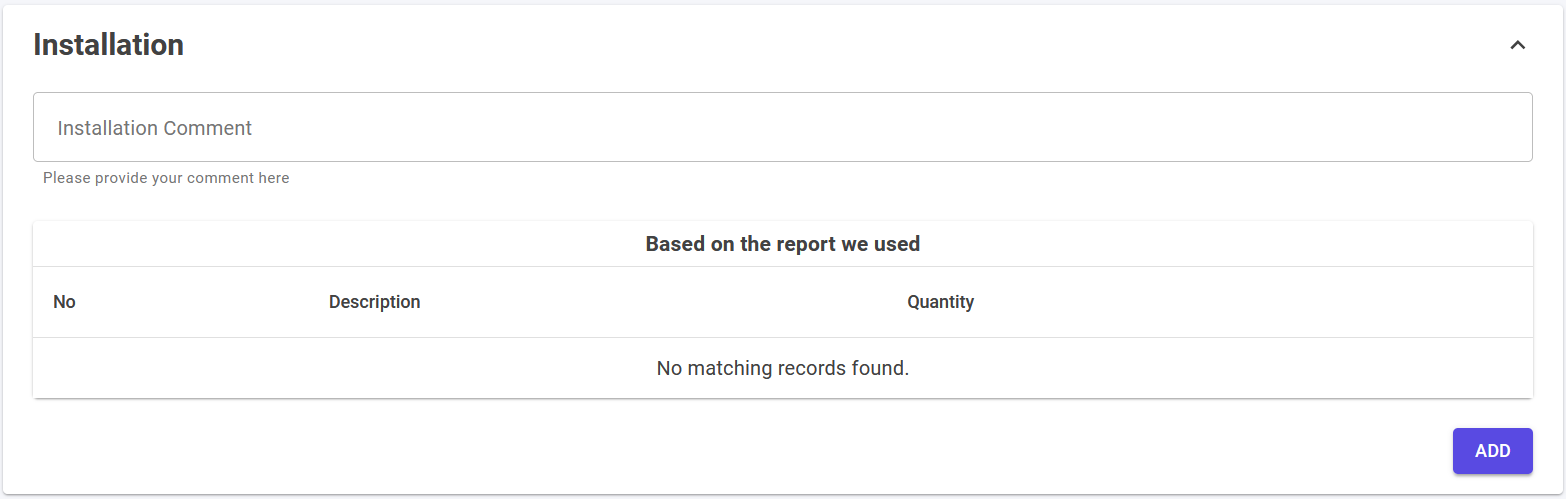 Installation
Installation Comment
Please provide your comment here
Based on the report we used
No Description Quantity
No matching records found.
ADD